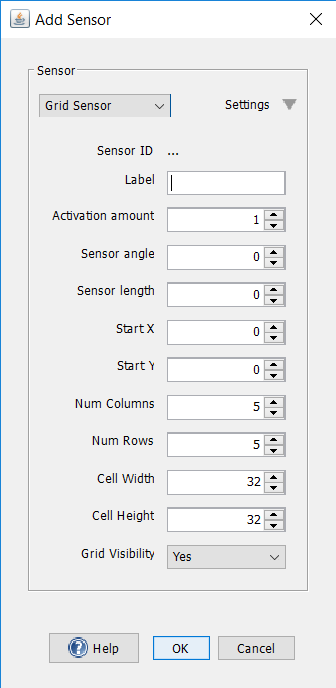 Add Sensor
Sensor
Grid Sensor Settings
Sensor ID ...
Label
Activation amount 1
Sensor angle 0
Sensor length 0
Start X 0
Start Y 0
Num Columns 5
Num Rows 5
Cell Width 32
Cell Height 32
Grid Visibility Yes
Help OK Cancel